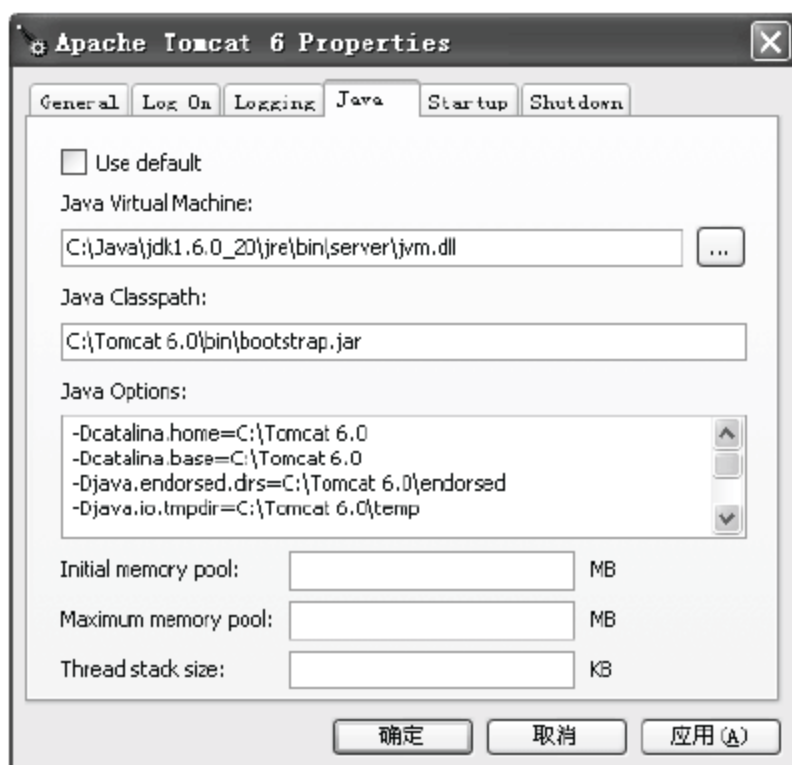 Apache Tomcat 6 Properties
General Log On Logging Java Startup Shutdown
Use default
Java Virtual Machine:
C:\Java\jdk1.6.0_20\jre\bin\server\jvm.dll
...
Java Classpath:
C:\Tomcat 6.0\bin\bootstrap.jar
Java Options:
-Dcatalina.home=C:\Tomcat 6.0
-Dcatalina.base=C:\Tomcat 6.0
-Djava.endorsed.dirs=C:\Tomcat 6.0\endorsed
-Djava.io.tmpdir=C:\Tomcat 6.0\temp
Initial memory pool: MB
Maximum memory pool: MB
Thread stack size: KB
确定 取消 应用(A)